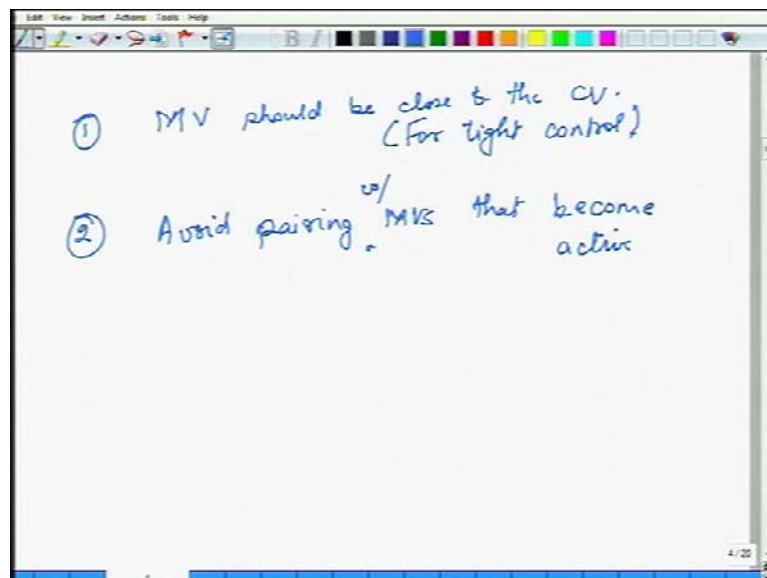 Edit View Insert Actions Tools Help
B I
① MV should be close to the CV.
(For tight control)
② Avoid pairing w/ MVs that become
active
4/20